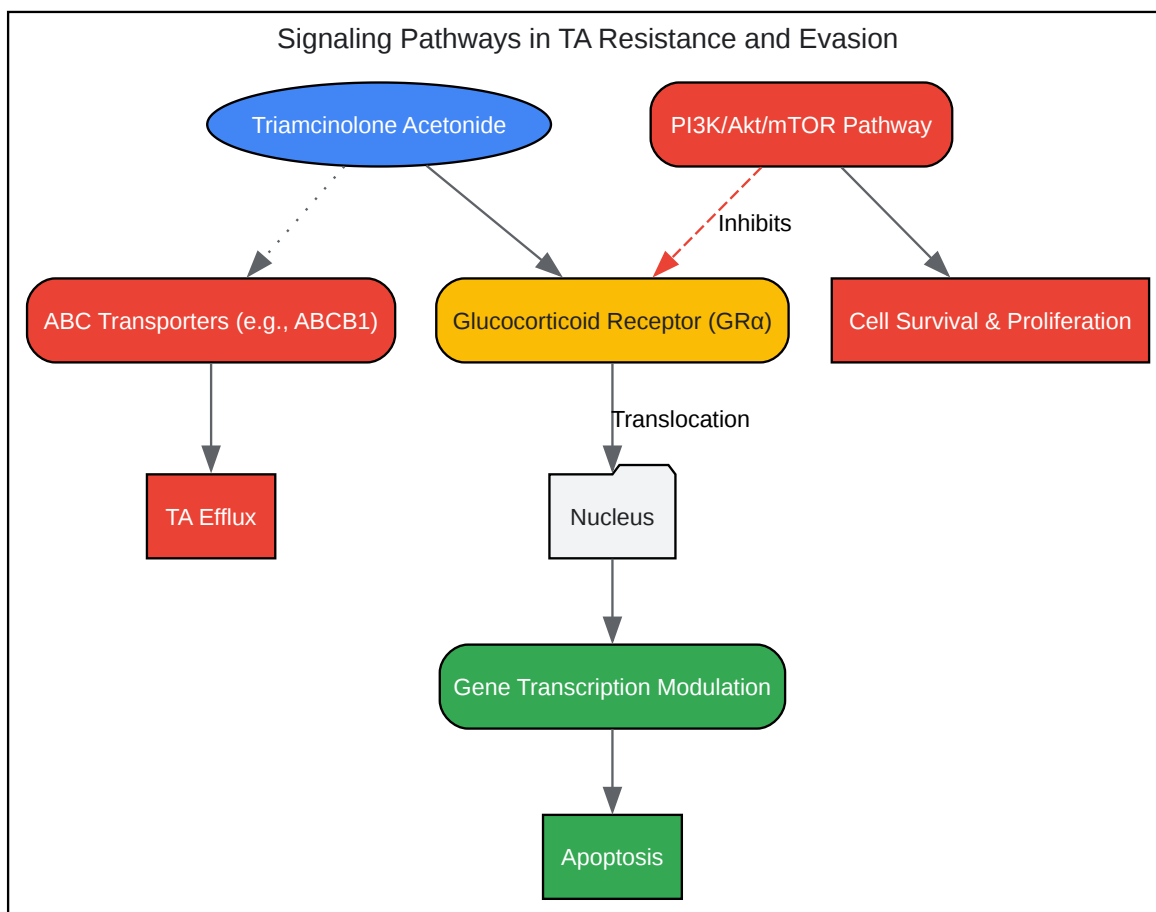 Signaling Pathways in TA Resistance and Evasion
Triamcinolone Acetonide
PI3K/Akt/mTOR Pathway
Inhibits
ABC Transporters (e.g., ABCB1)
Glucocorticoid Receptor (GRα)
Cell Survival & Proliferation
Translocation
TA Efflux
Nucleus
Gene Transcription Modulation
Apoptosis